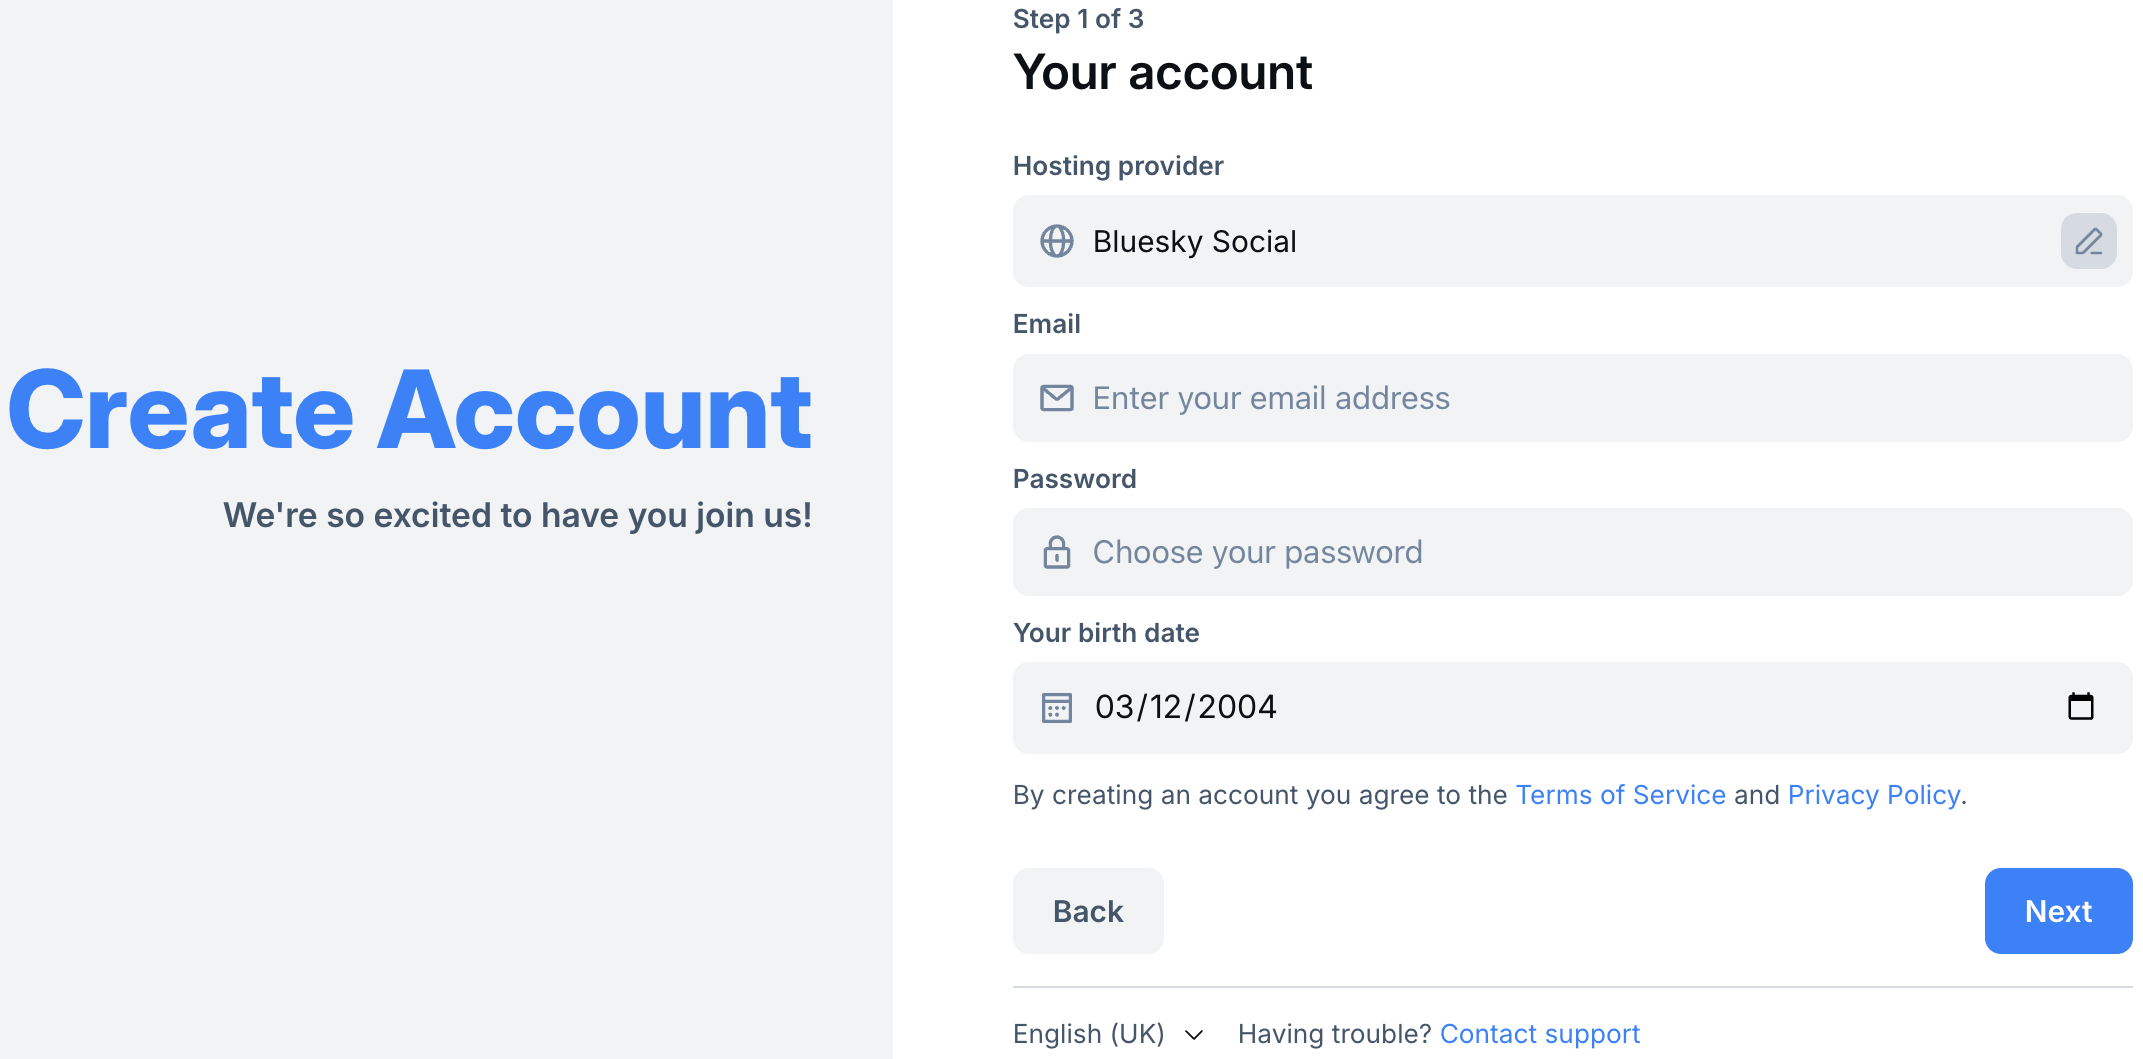 Create Account
We're so excited to have you join us!
Step 1 of 3
Your account
Hosting provider
Bluesky Social
Email
Enter your email address
Password
Choose your password
Your birth date
03/12/2004
By creating an account you agree to the Terms of Service and Privacy Policy.
Back
Next
English (UK)
Having trouble? Contact support